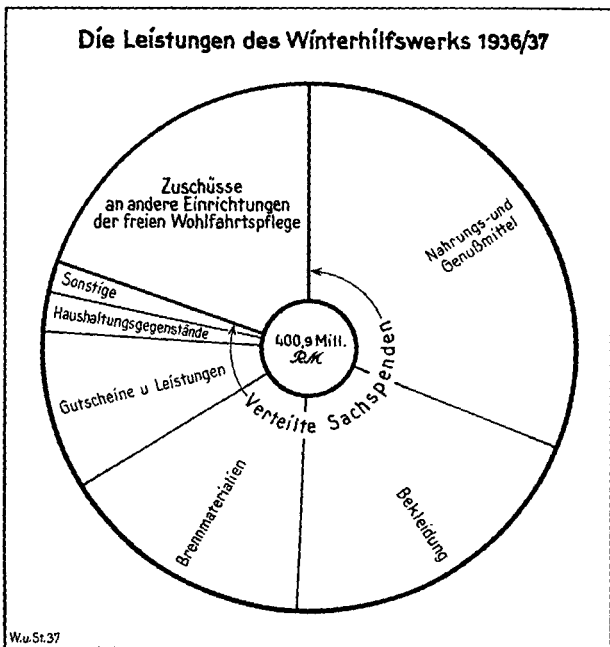 Die Leistungen des Winterhilfswerks 1936/37
Zuschüsse
an andere Einrichtungen
der freien Wohlfahrtspflege
Nahrungs-und
Genußmittel
Sonstige
Haushaltungsgegenstände
400,9 Mill.
RM
Gutscheine u Leistungen
Verteilte Sachspenden
Brennmaterialien
Bekleidung
W.u.St.37